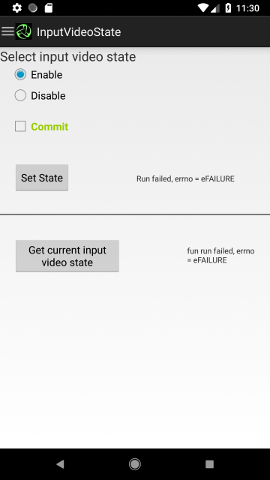 11:30
InputVideoState
Select input video state
Enable
Disable
Commit
Set State
Run failed, errno = eFAILURE
Get current input
video state
fun run failed, errno
= eFAILURE